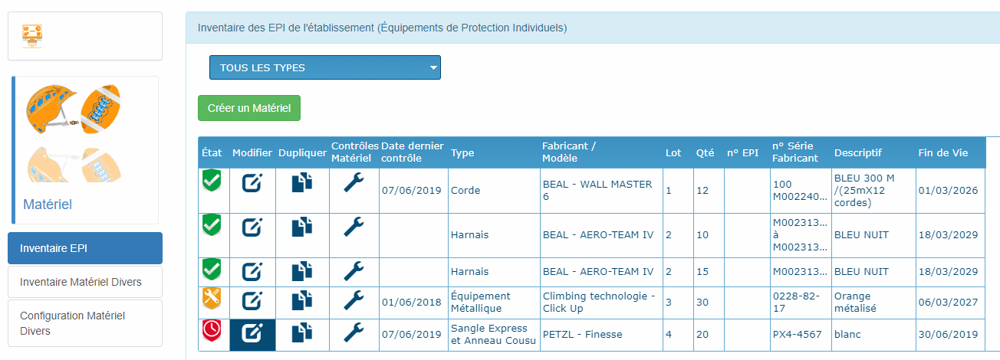 Inventaire des EPI de l'établissement (Équipements de Protection Individuels)
TOUS LES TYPES
Créer un Matériel
Matériel
Inventaire EPI
Inventaire Matériel Divers
Configuration Matériel
Divers
État Modifier Dupliquer Contrôles Matériel Date dernier contrôle Type Fabricant / Modèle Lot Qté n° EPI n° Série Fabricant Descriptif Fin de Vie
07/06/2019 Corde BEAL - WALL MASTER 6 1 12 100 M002240... BLEU 300 M /(25mX12 cordes) 01/03/2026
Harnais BEAL - AERO-TEAM IV 2 10 M002313... à M002313... BLEU NUIT 18/03/2029
Harnais BEAL - AERO-TEAM IV 2 15 M002313... BLEU NUIT 18/03/2029
01/06/2018 Équipement Métallique Climbing technologie - Click Up 3 30 0228-82-17 Orange métalisé 06/03/2027
07/06/2019 Sangle Express et Anneau Cousu PETZL - Finesse 4 20 PX4-4567 blanc 30/06/2019